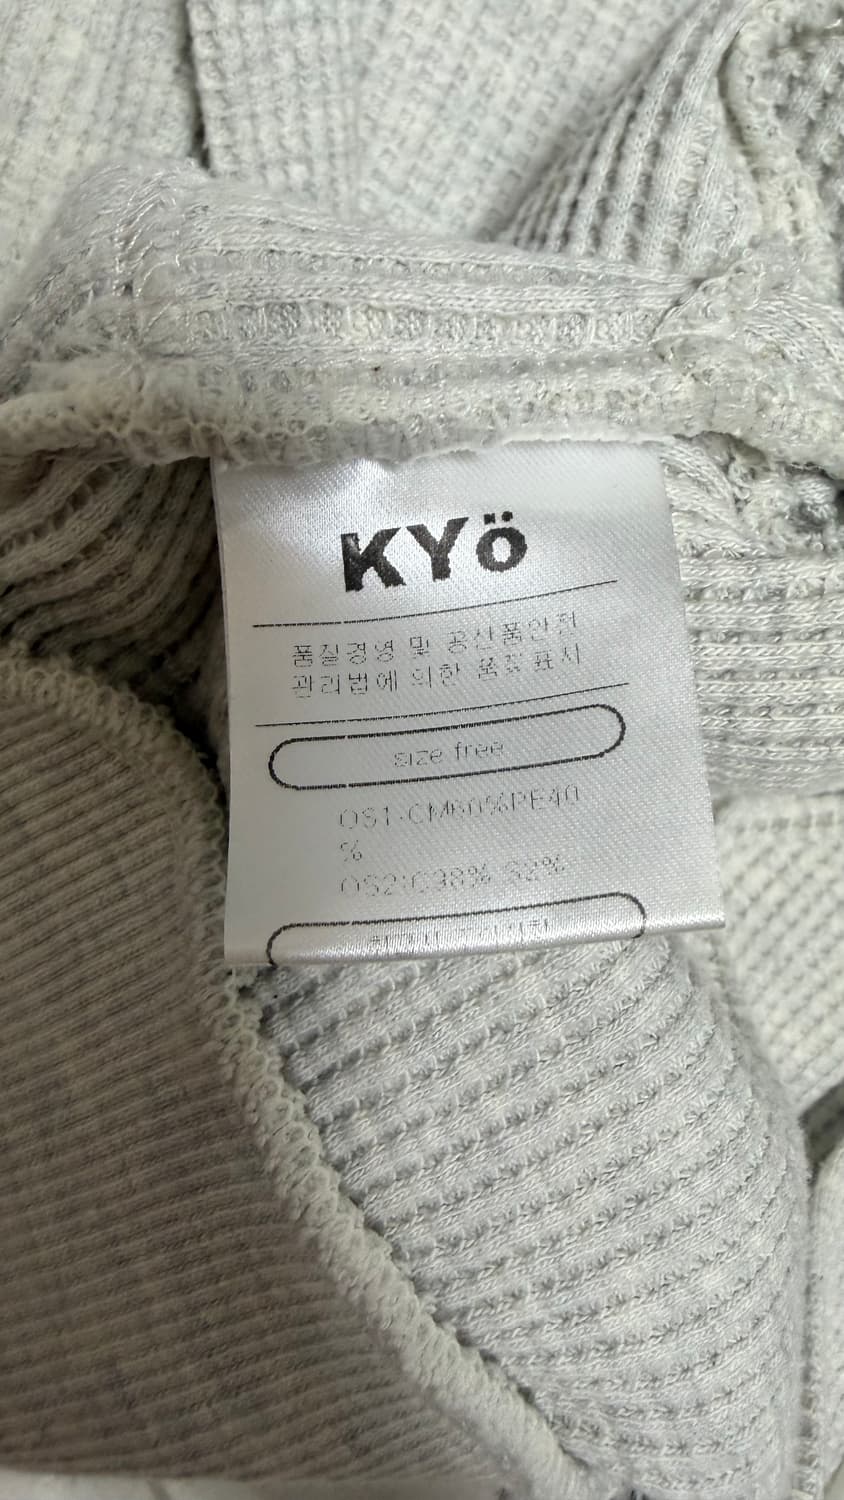 KYÖ
품질경영 및 공산품안전
관리법에 의한 품질표시
size free
OS1:CM60%PE40
%
OS2:C98% S2%